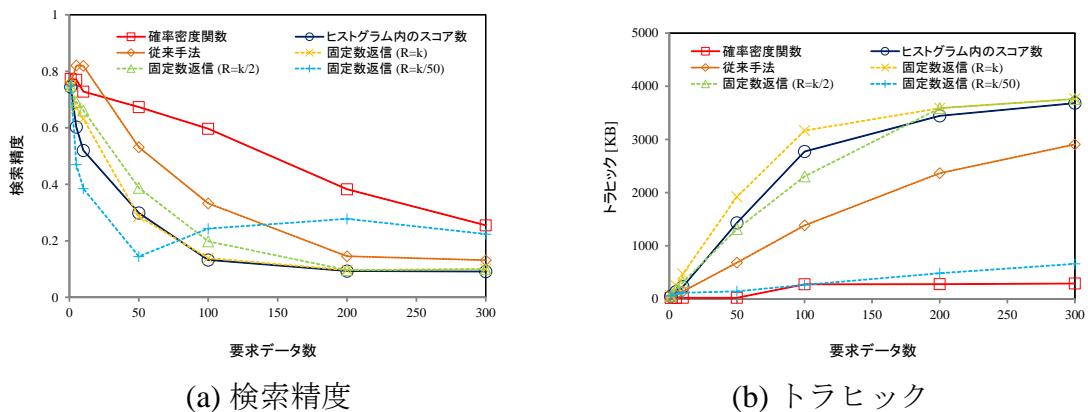 確率密度関数
ヒストグラム内のスコア数
従来手法
固定数返信 (R=k)
固定数返信 (R=k/2)
固定数返信 (R=k/50)
検索精度
1
0.8
0.6
0.4
0.2
0
0 50 100 150 200 250 300
要求データ数
(a) 検索精度
確率密度関数
ヒストグラム内のスコア数
従来手法
固定数返信 (R=k)
固定数返信 (R=k/2)
固定数返信 (R=k/50)
トラヒック [KB]
5000
4000
3000
2000
1000
0
0 50 100 150 200 250 300
要求データ数
(b) トラヒック